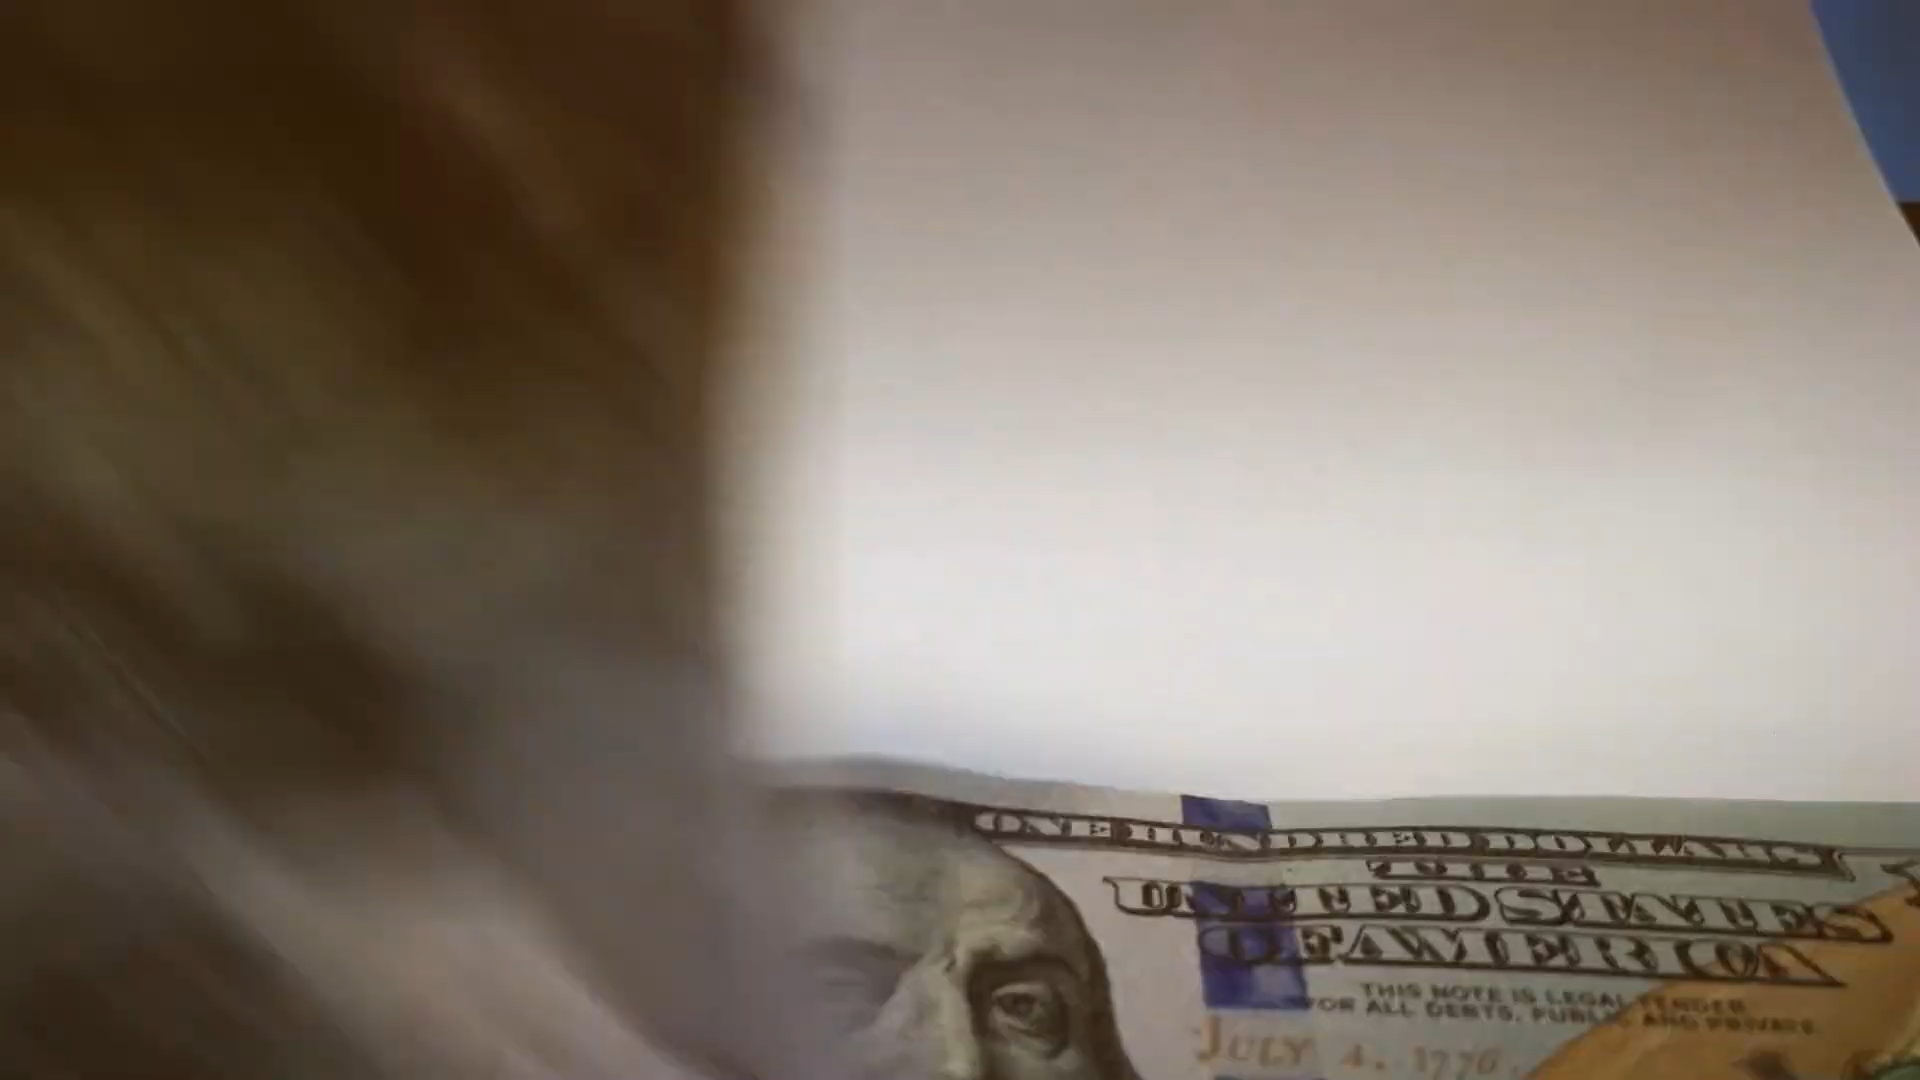 ONE HUNDRED DOLLARS
THE
UNITED STATES
OF AMERICA
THIS NOTE IS LEGAL TENDER
FOR ALL DEBTS, PUBLIC AND PRIVATE
JULY 4, 1776.